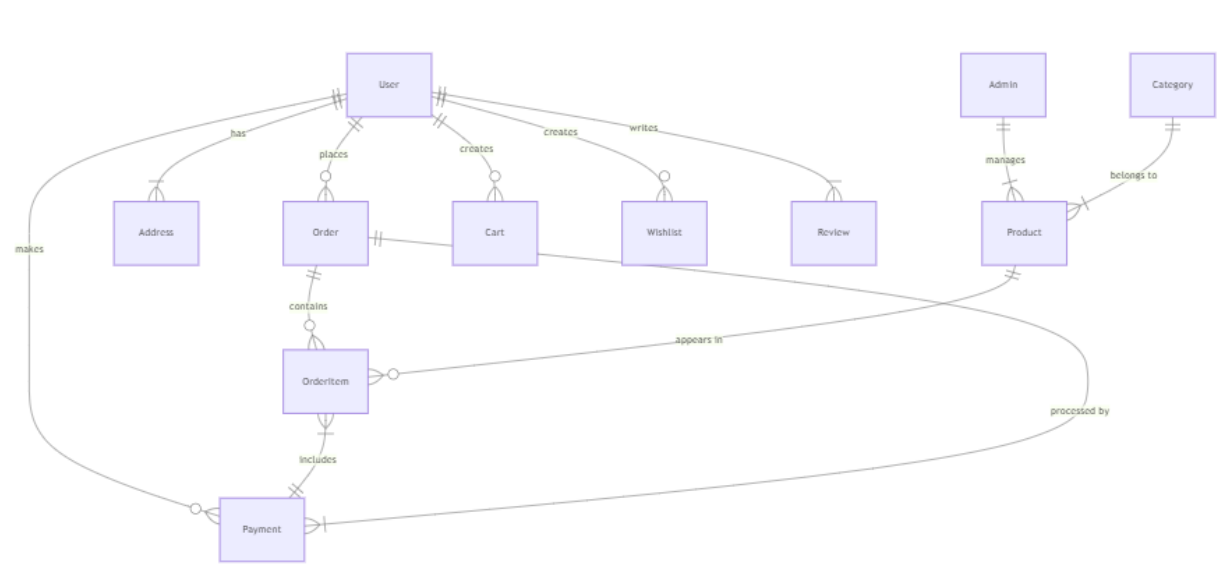 User
Admin
Category
has
places
creates
creates
writes
manages
belongs to
Address
Order
Cart
Wishlist
Review
Product
makes
contains
appears in
OrderItem
processed by
includes
Payment